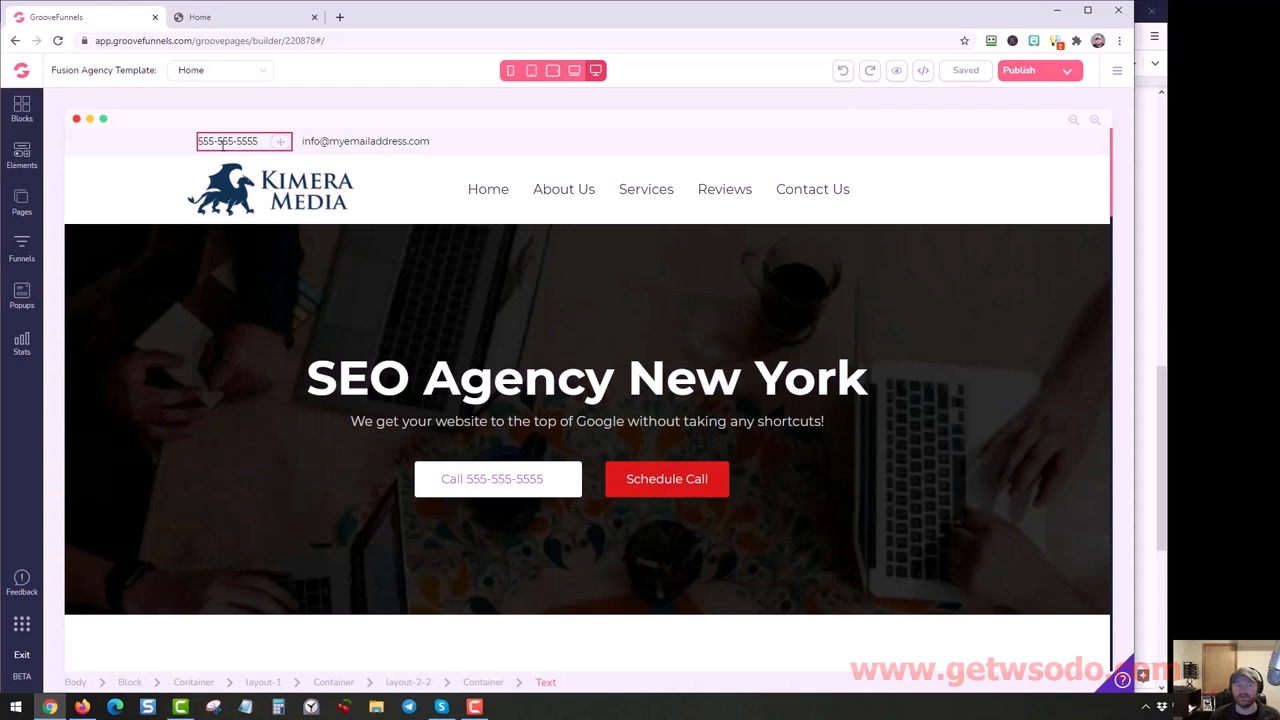 GrooveFunnels
Home
app.groovefunnels.com/groovepages/builder/220878#/
2
Fusion Agency Template:
Home
Saved
Publish
Blocks
Elements
Pages
Funnels
Popups
Stats
Feedback
Exit
BETA
555-555-5555
info@myemailaddress.com
KIMERA
MEDIA
Home
About Us
Services
Reviews
Contact Us
SEO Agency New York
We get your website to the top of Google without taking any shortcuts!
Call 555-555-5555
Schedule Call
www.getwsodo.com
Body
Block
Container
layout-1
Container
layout-2-2
Container
Text